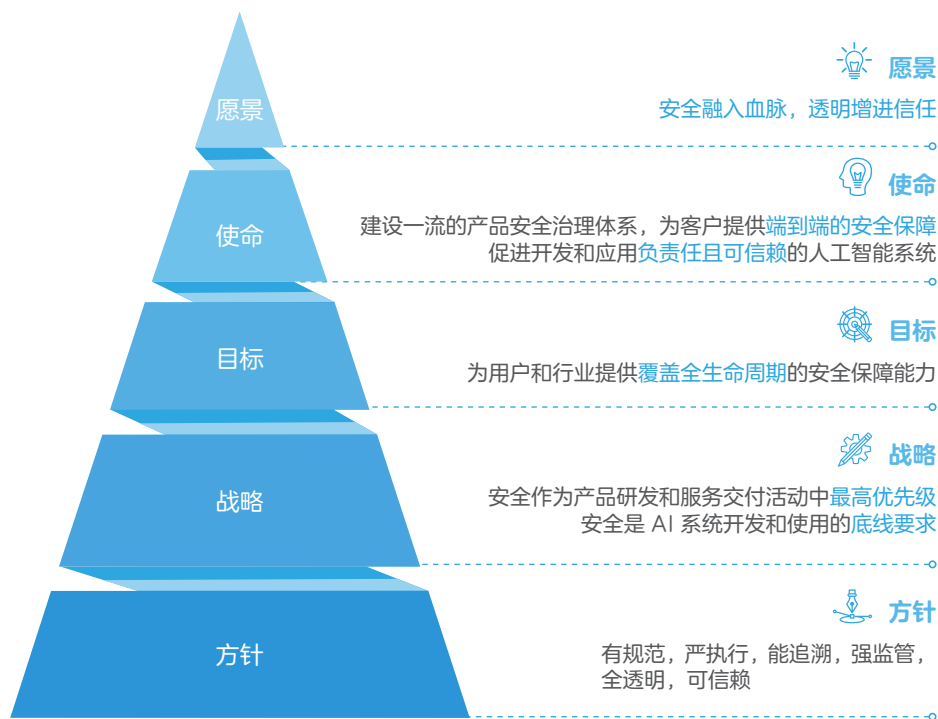 愿景
愿景
安全融入血脉，透明增进信任
使命
使命
建设一流的产品安全治理体系，为客户提供端到端的安全保障
促进开发和应用负责任且可信赖的人工智能系统
目标
目标
为用户和行业提供覆盖全生命周期的安全保障能力
战略
战略
安全作为产品研发和服务交付活动中最高优先级
安全是 AI 系统开发和使用的底线要求
方针
方针
有规范，严执行，能追溯，强监管，
全透明，可信赖